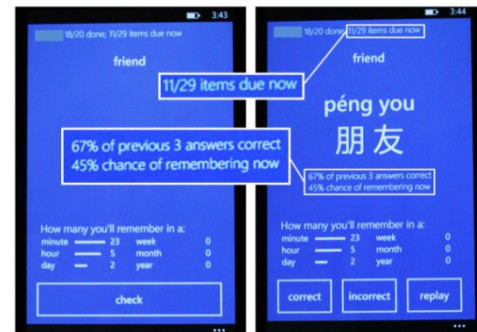 3:43
18/20 done; 11/29 items due now
friend
How many you'll remember in a:
minute 23 week 0
hour 5 month 0
day 2 year 0
check
11/29 items due now
67% of previous 3 answers correct
45% chance of remembering now
3:44
18/20 done; 11/29 items due now
friend
péng you
朋友
67% of previous 3 answers correct
45% chance of remembering now
How many you'll remember in a:
minute 23 week 0
hour 5 month 0
day 2 year 0
correct incorrect replay